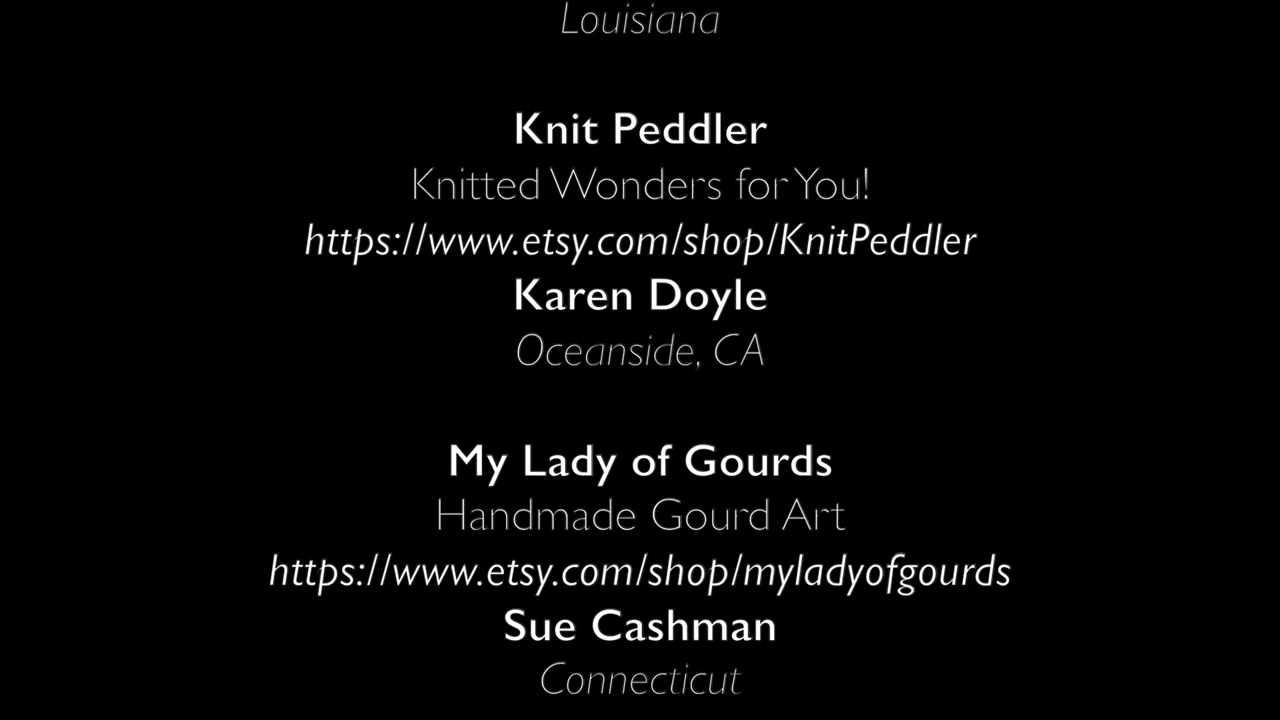 Louisiana
Knit Peddler
Knitted Wonders for You!
https://www.etsy.com/shop/KnitPeddler
Karen Doyle
Oceanside, CA
My Lady of Gourds
Handmade Gourd Art
https://www.etsy.com/shop/myladyofgourds
Sue Cashman
Connecticut